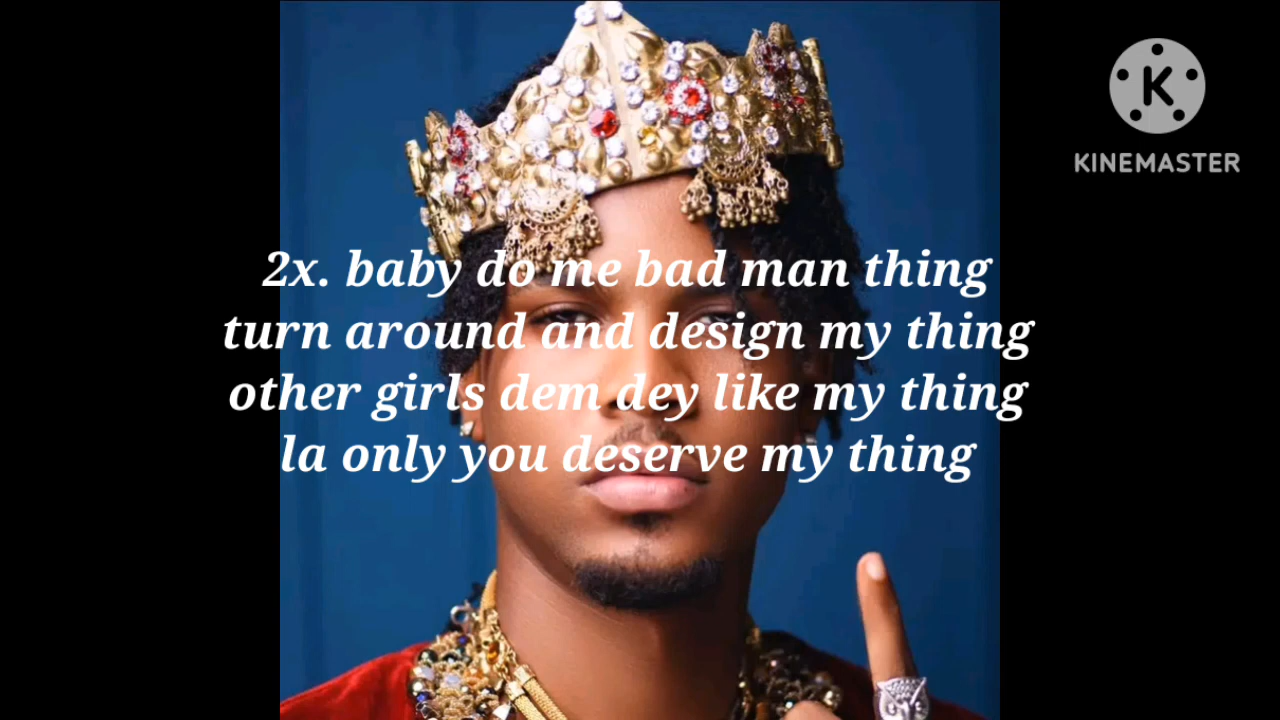 2x. baby do me bad man thing
turn around and design my thing
other girls dem dey like my thing
la only you deserve my thing
K
KINEMASTER